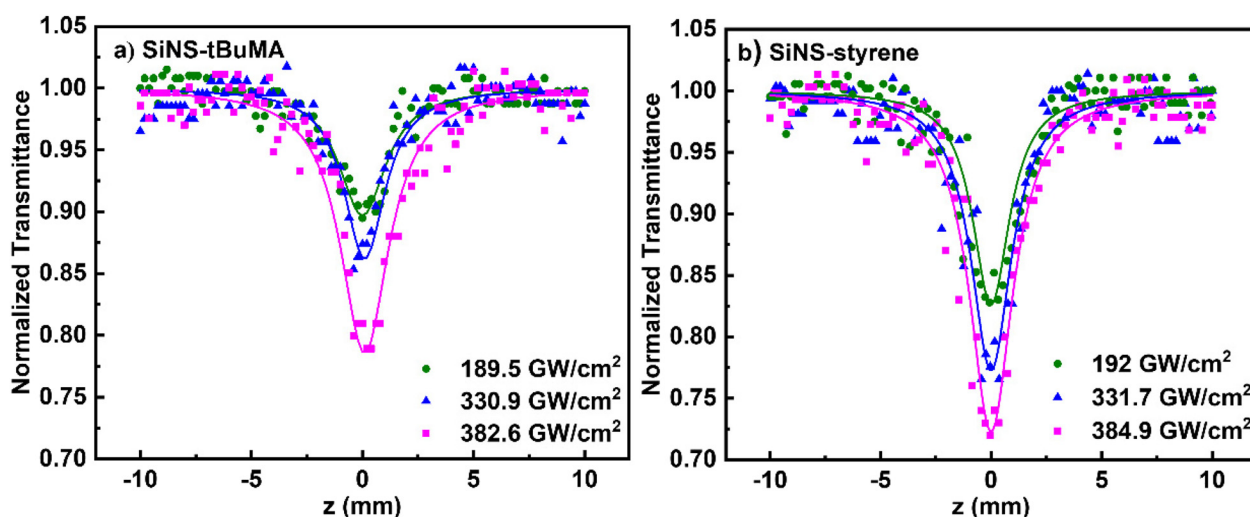 a) SiNS-tBuMA
Normalized Transmittance
1.05
1.00
0.95
0.90
0.85
0.80
0.75
0.70
189.5 GW/cm²
330.9 GW/cm²
382.6 GW/cm²
-10
-5
0
5
10
z (mm)
b) SiNS-styrene
Normalized Transmittance
1.05
1.00
0.95
0.90
0.85
0.80
0.75
0.70
192 GW/cm²
331.7 GW/cm²
384.9 GW/cm²
-10
-5
0
5
10
z (mm)